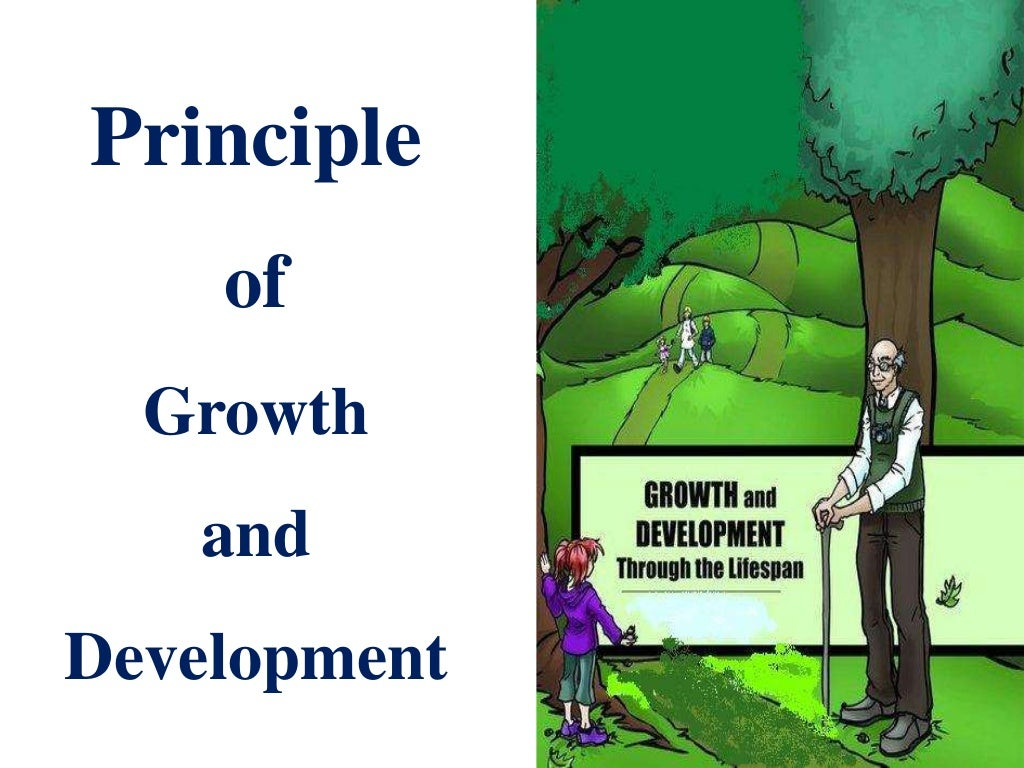 Principle
of
Growth
and
Development
GROWTH and
DEVELOPMENT
Through the Lifespan